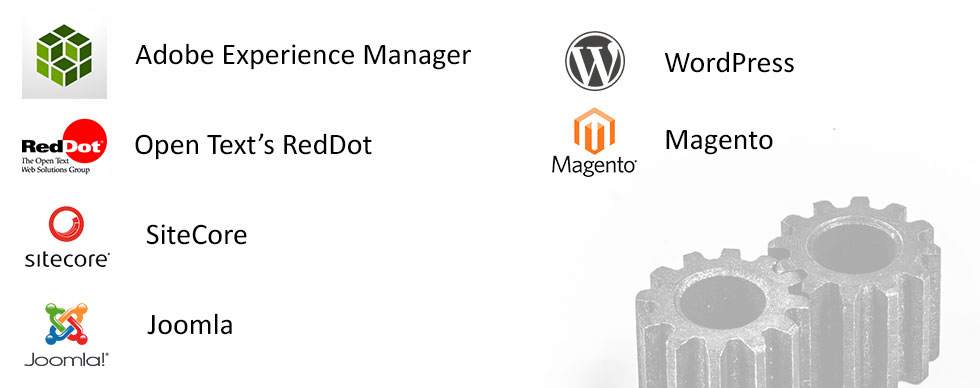 Adobe Experience Manager
RedDot
The Open Text
Web Solutions Group
Open Text's RedDot
sitecore
SiteCore
Joomla!
Joomla
W
WordPress
Magento
Magento